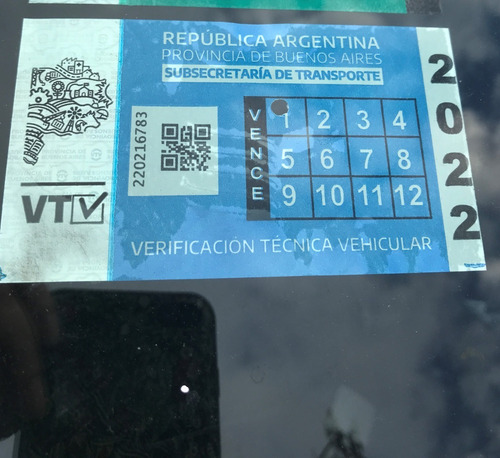 REPÚBLICA ARGENTINA
PROVINCIA DE BUENOS AIRES
SUBSECRETARÍA DE TRANSPORTE
2022
220216783
VENCE
1 2 3 4
5 6 7 8
9 10 11 12
VTV
VERIFICACIÓN TÉCNICA VEHICULAR